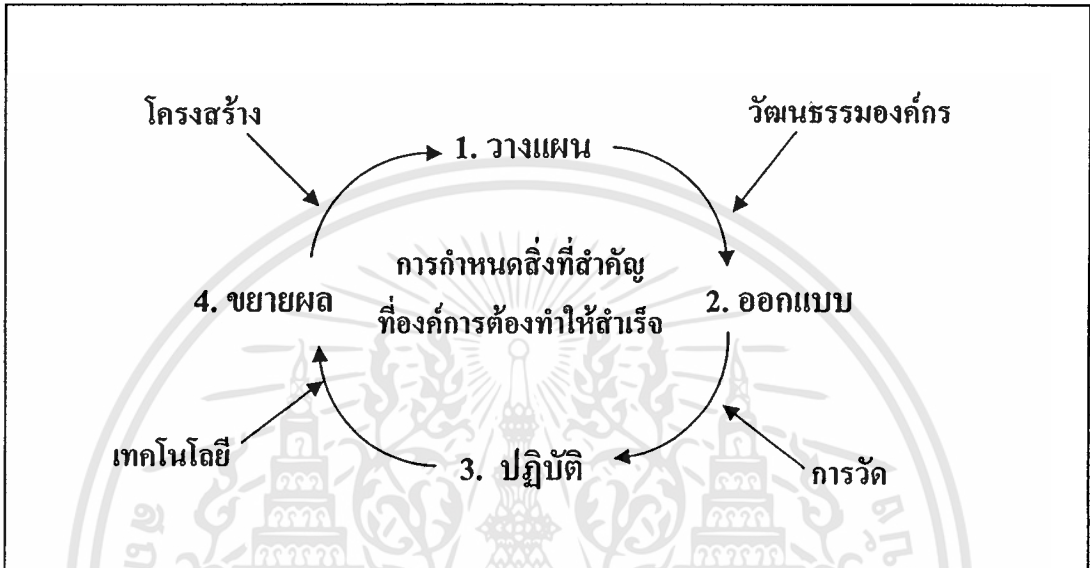 โครงสร้าง
วัฒนธรรมองค์กร
1. วางแผน
การกำหนดสิ่งที่สำคัญ
ที่องค์การต้องทำให้สำเร็จ
4. ขยายผล
2. ออกแบบ
เทคโนโลยี
3. ปฏิบัติ
การวัด